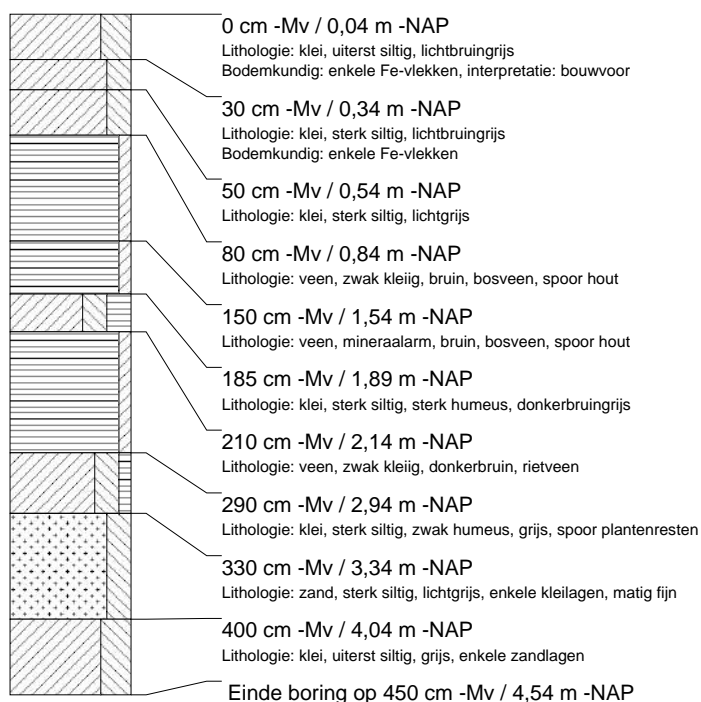 0 cm -Mv / 0,04 m -NAP
Lithologie: klei, uiterst siltig, lichtbruingrijs
Bodemkundig: enkele Fe-vlekken, interpretatie: bouwvoor
30 cm -Mv / 0,34 m -NAP
Lithologie: klei, sterk siltig, lichtbruingrijs
Bodemkundig: enkele Fe-vlekken
50 cm -Mv / 0,54 m -NAP
Lithologie: klei, sterk siltig, lichtgrijs
80 cm -Mv / 0,84 m -NAP
Lithologie: veen, zwak kleiig, bruin, bosveen, spoor hout
150 cm -Mv / 1,54 m -NAP
Lithologie: veen, mineraalarm, bruin, bosveen, spoor hout
185 cm -Mv / 1,89 m -NAP
Lithologie: klei, sterk siltig, sterk humeus, donkerbruingrijs
210 cm -Mv / 2,14 m -NAP
Lithologie: veen, zwak kleiig, donkerbruin, rietveen
290 cm -Mv / 2,94 m -NAP
Lithologie: klei, sterk siltig, zwak humeus, grijs, spoor plantenresten
330 cm -Mv / 3,34 m -NAP
Lithologie: zand, sterk siltig, lichtgrijs, enkele kleilagen, matig fijn
400 cm -Mv / 4,04 m -NAP
Lithologie: klei, uiterst siltig, grijs, enkele zandlagen
Einde boring op 450 cm -Mv / 4,54 m -NAP